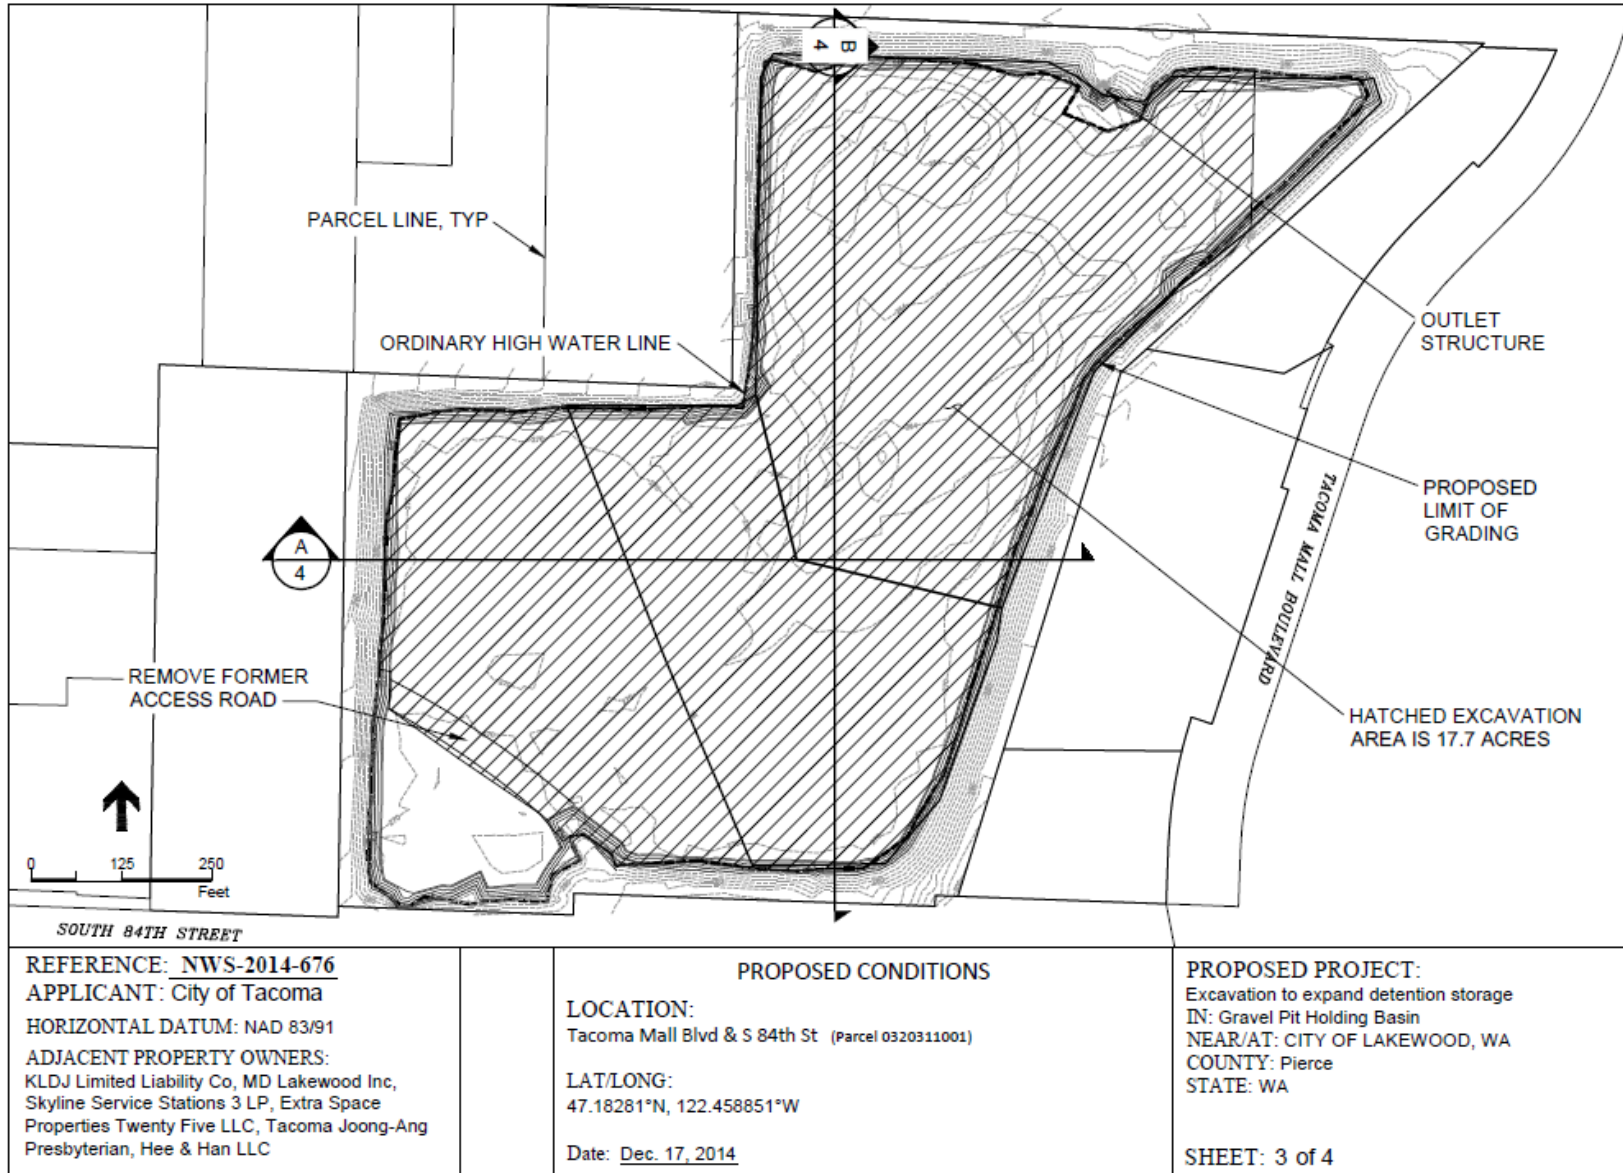 B
4
PARCEL LINE, TYP
ORDINARY HIGH WATER LINE
OUTLET
STRUCTURE
PROPOSED
LIMIT OF
GRADING
TACOMA MALL BOULEVARD
A
4
REMOVE FORMER
ACCESS ROAD
HATCHED EXCAVATION
AREA IS 17.7 ACRES
0 125 250
Feet
SOUTH 84TH STREET
REFERENCE: NWS-2014-676
APPLICANT: City of Tacoma
HORIZONTAL DATUM: NAD 83/91
ADJACENT PROPERTY OWNERS:
KLDJ Limited Liability Co, MD Lakewood Inc,
Skyline Service Stations 3 LP, Extra Space
Properties Twenty Five LLC, Tacoma Joong-Ang
Presbyterian, Hee & Han LLC
PROPOSED CONDITIONS
LOCATION:
Tacoma Mall Blvd & S 84th St (Parcel 0320311001)
LAT/LONG:
47.18281°N, 122.458851°W
Date: Dec. 17, 2014
PROPOSED PROJECT:
Excavation to expand detention storage
IN: Gravel Pit Holding Basin
NEAR/AT: CITY OF LAKEWOOD, WA
COUNTY: Pierce
STATE: WA
SHEET: 3 of 4